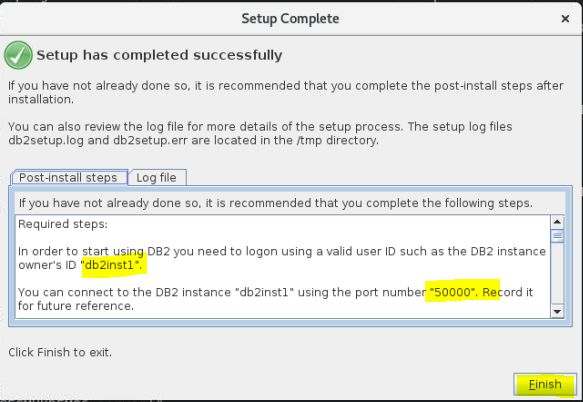 Setup Complete
Setup has completed successfully
If you have not already done so, it is recommended that you complete the post-install steps after
installation.
You can also review the log file for more details of the setup process. The setup log files
db2setup.log and db2setup.err are located in the /tmp directory.
Post-install steps Log file
If you have not already done so, it is recommended that you complete the following steps.
Required steps:
In order to start using DB2 you need to logon using a valid user ID such as the DB2 instance
owner's ID "db2inst1".
You can connect to the DB2 instance "db2inst1" using the port number "50000". Record it
for future reference.
Click Finish to exit.
Finish